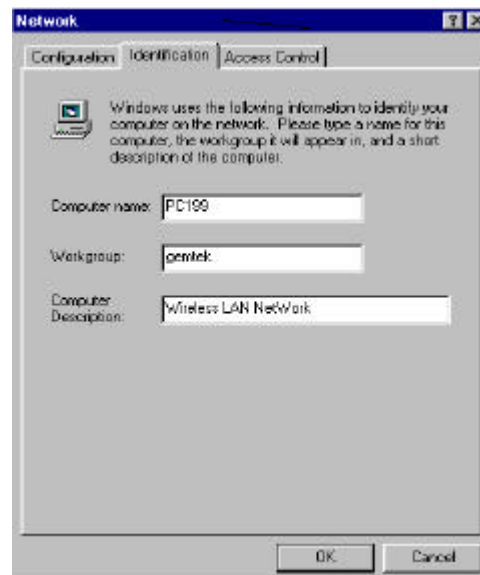 Network
Configuration Identification Access Control
Windows uses the following information to identify your
computer on the network. Please type a name for this
computer, the workgroup it will appear in, and a short
description of the computer.
Computer name: PC199
Workgroup: gemtek
Computer
Description: Wireless LAN NetWork
OK Cancel